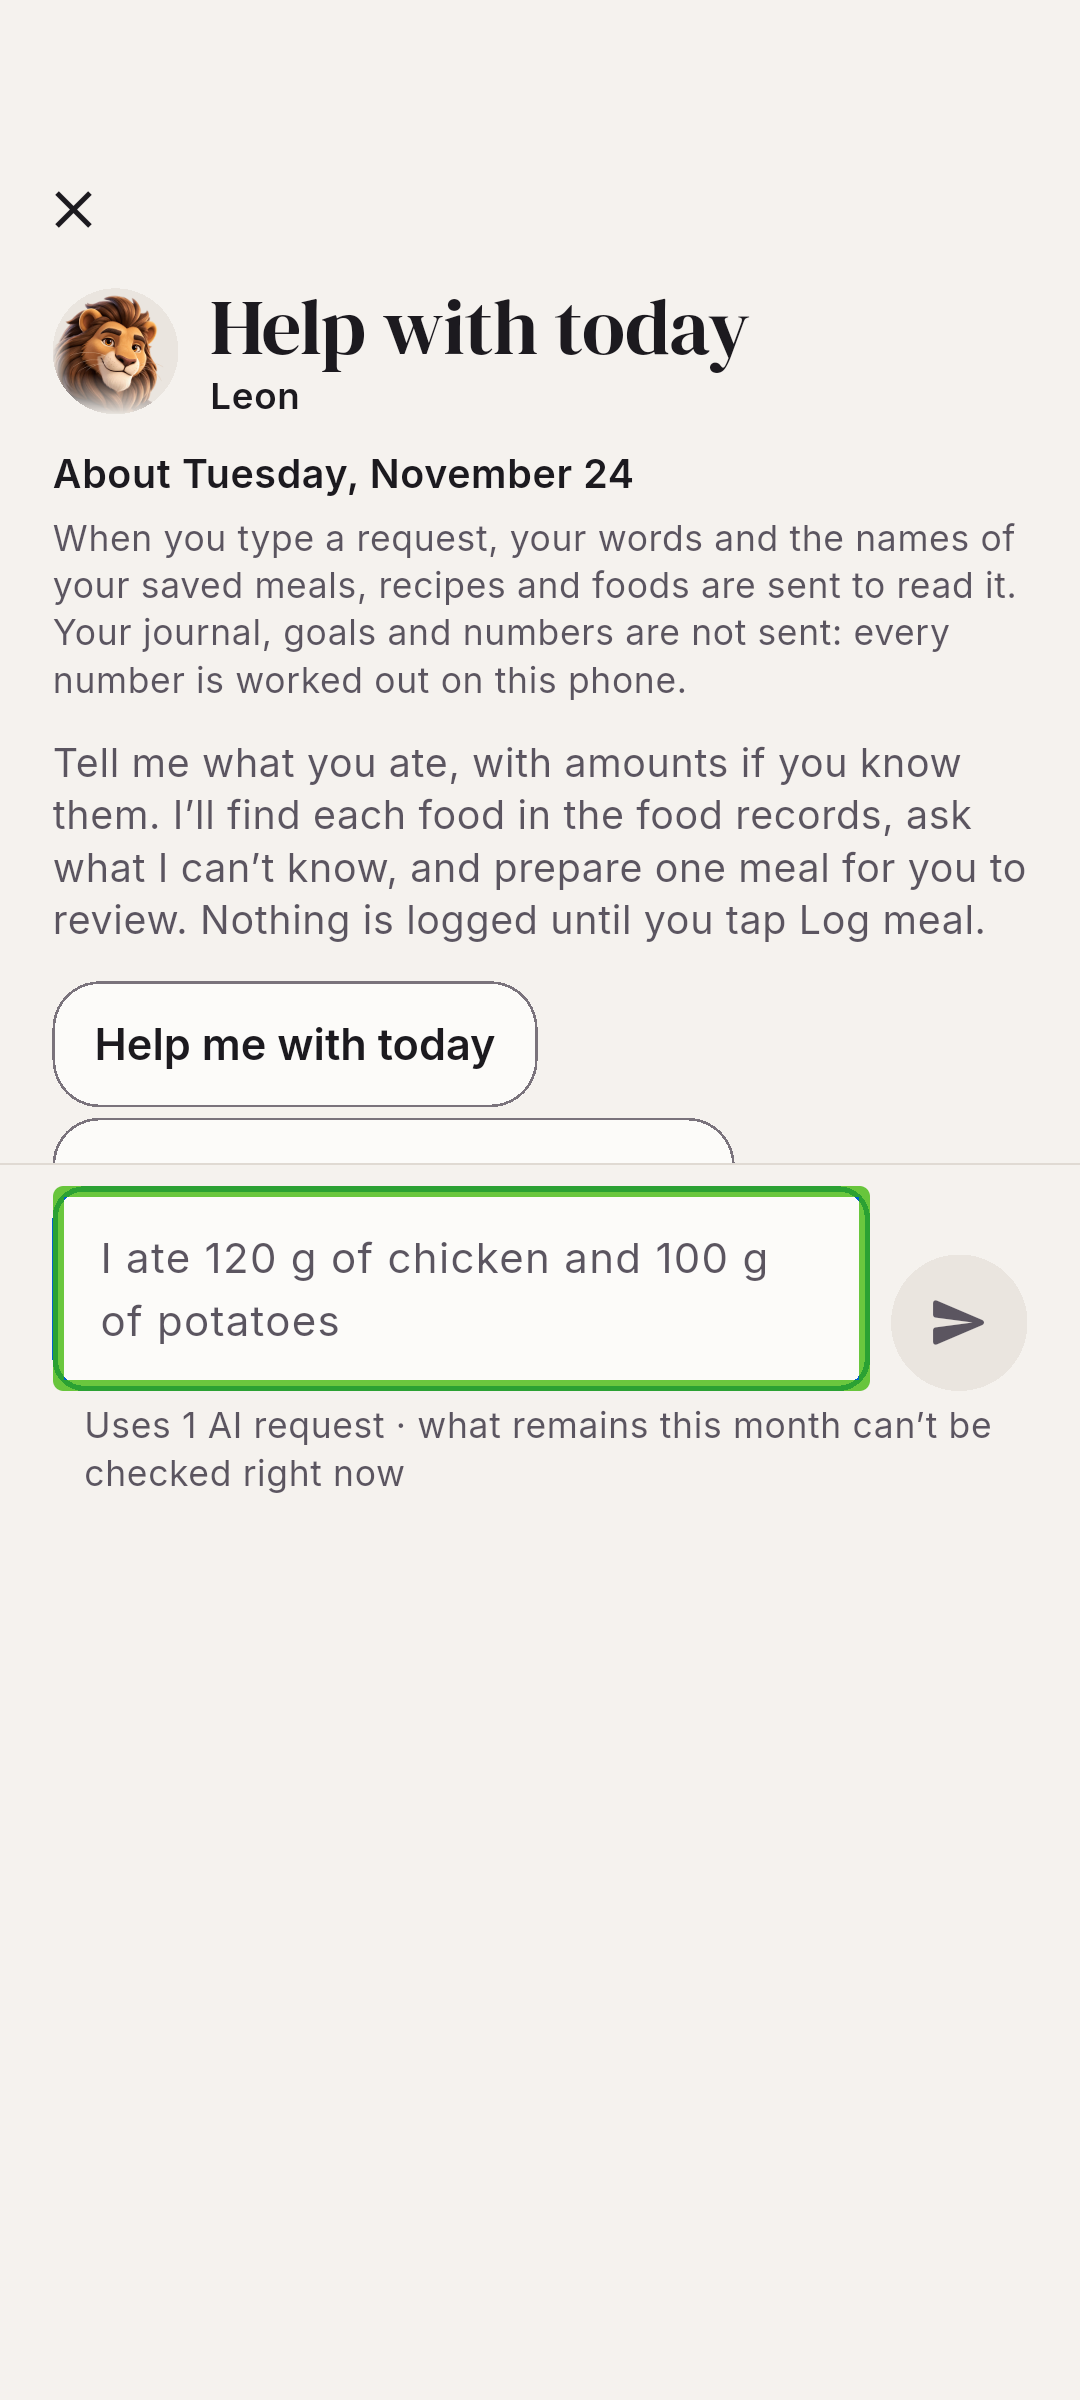 Help with today
Leon
About Tuesday, November 24
When you type a request, your words and the names of
your saved meals, recipes and foods are sent to read it.
Your journal, goals and numbers are not sent: every
number is worked out on this phone.
Tell me what you ate, with amounts if you know
them. I’ll find each food in the food records, ask
what I can’t know, and prepare one meal for you to
review. Nothing is logged until you tap Log meal.
Help me with today
I ate 120 g of chicken and 100 g
of potatoes
Uses 1 AI request · what remains this month can’t be
checked right now